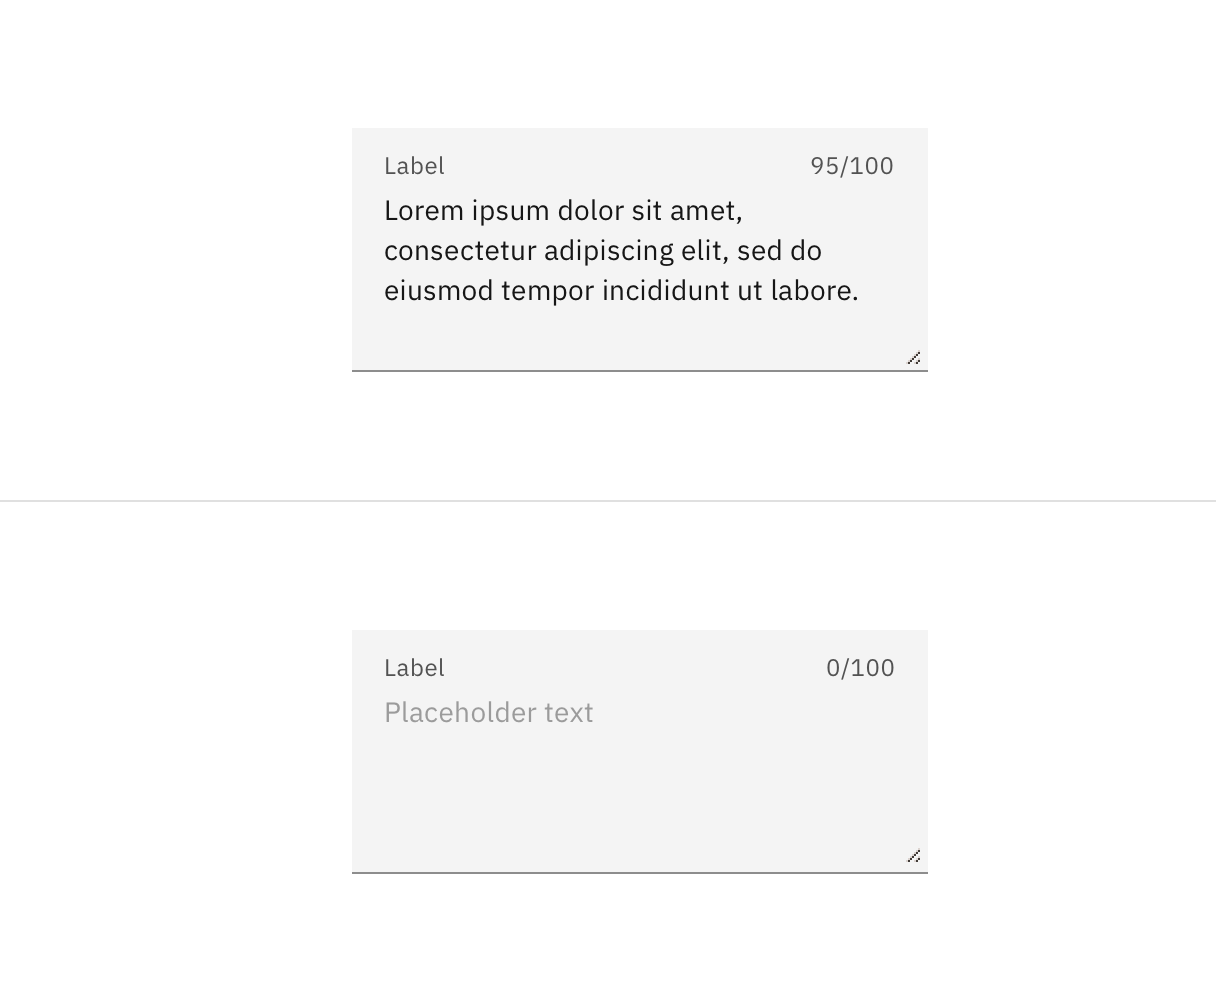 Label 95/100
Lorem ipsum dolor sit amet,
consectetur adipiscing elit, sed do
eiusmod tempor incididunt ut labore.
Label 0/100
Placeholder text